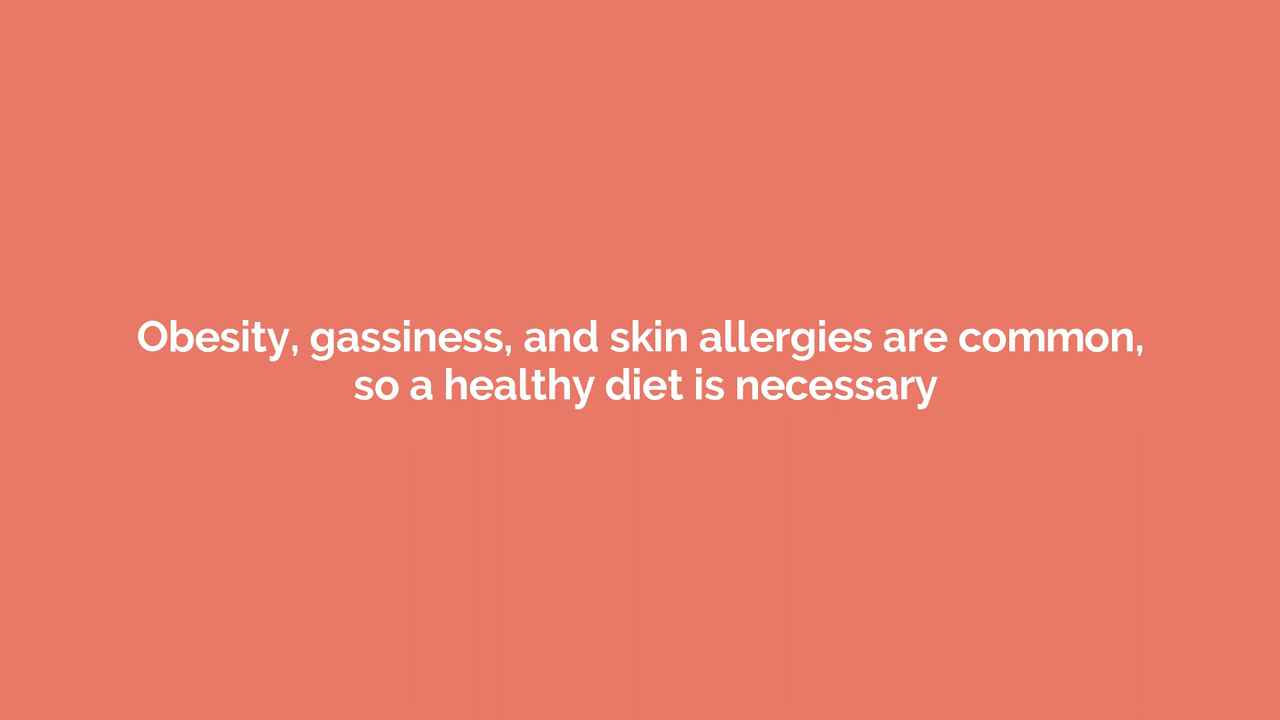 Obesity, gassiness, and skin allergies are common,
so a healthy diet is necessary